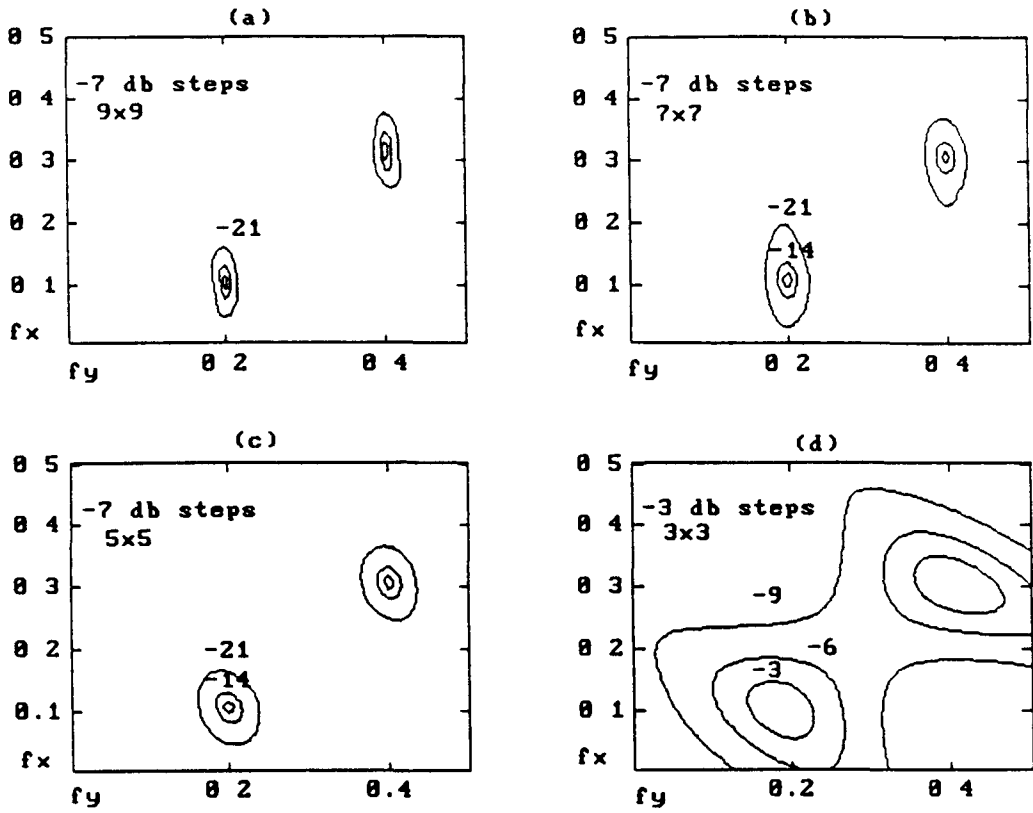 (a)
0 5
-7 db steps
0 4
9x9
0 3
-21
0 2
0 1
fx
fy
0 2
0 4
(b)
0 5
-7 db steps
0 4
7x7
0 3
-21
0 2
-14
0 1
fx
fy
0 2
0 4
(c)
0 5
-7 db steps
0 4
5x5
0 3
-21
0 2
-14
0.1
fx
fy
0 2
0.4
(d)
0 5
-3 db steps
0 4
3x3
0 3
-9
0 2
-6
-3
0 1
fx
fy
0.2
0 4